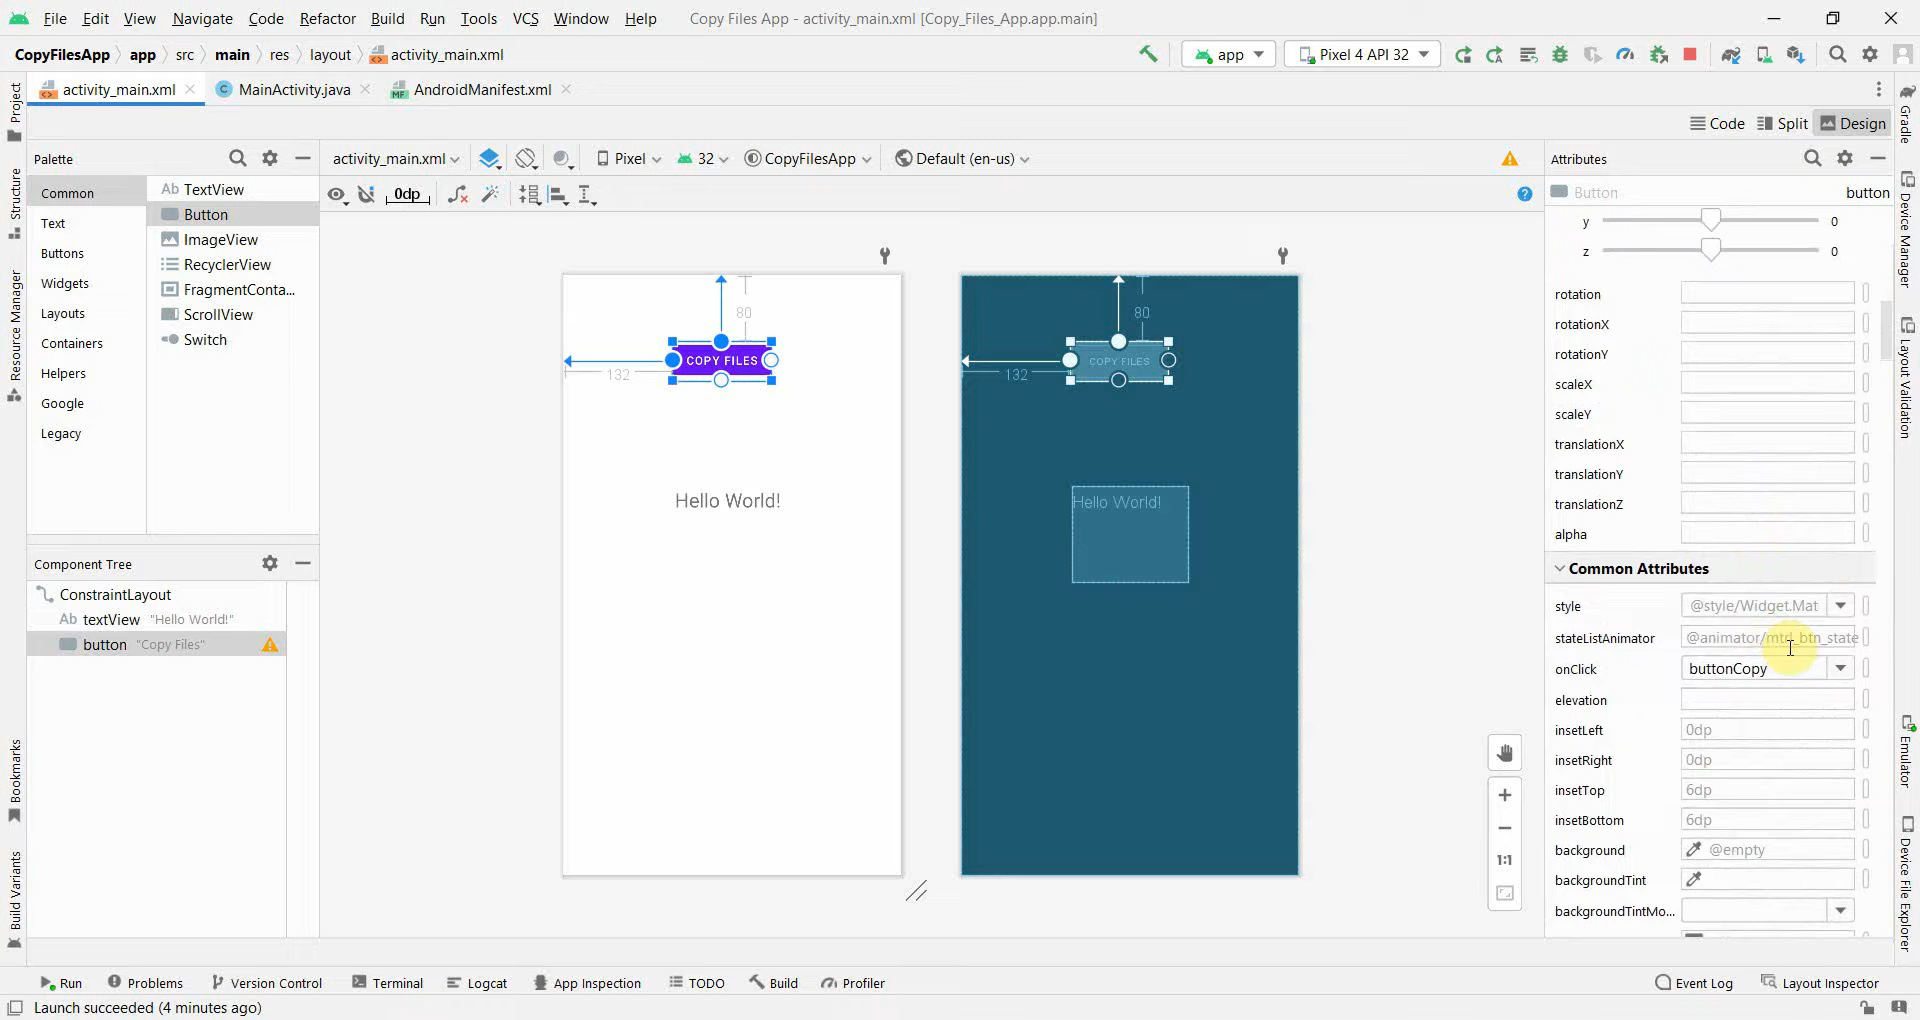 File Edit View Navigate Code Refactor Build Run Tools VCS Window Help Copy Files App - activity_main.xml [Copy_Files_App.app.main]
CopyFilesApp app src main res layout activity_main.xml app Pixel 4 API 32
activity_main.xml MainActivity.java MF AndroidManifest.xml
Code Split Design
Palette
Common
Text
Buttons
Widgets
Layouts
Containers
Helpers
Google
Legacy
Ab TextView
Button
ImageView
RecyclerView
FragmentConta...
ScrollView
Switch
activity_main.xml Pixel 32 CopyFilesApp Default (en-us)
0dp
Component Tree
ConstraintLayout
Ab textView "Hello World!"
button "Copy Files"
80
COPY FILES
132
Hello World!
80
COPY FILES
132
Hello World!
1:1
Attributes
Button button
y 0
z 0
rotation
rotationX
rotationY
scaleX
scaleY
translationX
translationY
translationZ
alpha
Common Attributes
style @style/Widget.Mat
stateListAnimator @animator/mtrl_btn_state
onClick buttonCopy
elevation
insetLeft 0dp
insetRight 0dp
insetTop 6dp
insetBottom 6dp
background @empty
backgroundTint
backgroundTintMo...
Project
Structure
Resource Manager
Bookmarks
Build Variants
Gradle
Device Manager
Layout Validation
Emulator
Device File Explorer
Run Problems Version Control Terminal Logcat App Inspection TODO Build Profiler Event Log Layout Inspector
Launch succeeded (4 minutes ago)